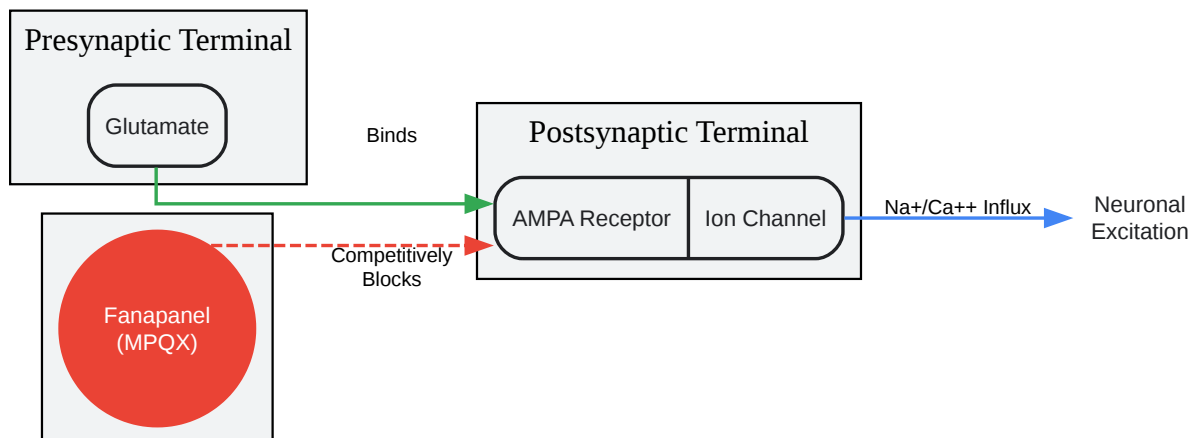 Presynaptic Terminal
Glutamate
Binds
Postsynaptic Terminal
AMPA Receptor
Ion Channel
Na+/Ca++ Influx
Neuronal
Excitation
Competitively
Blocks
Fanapanel
(MPQX)